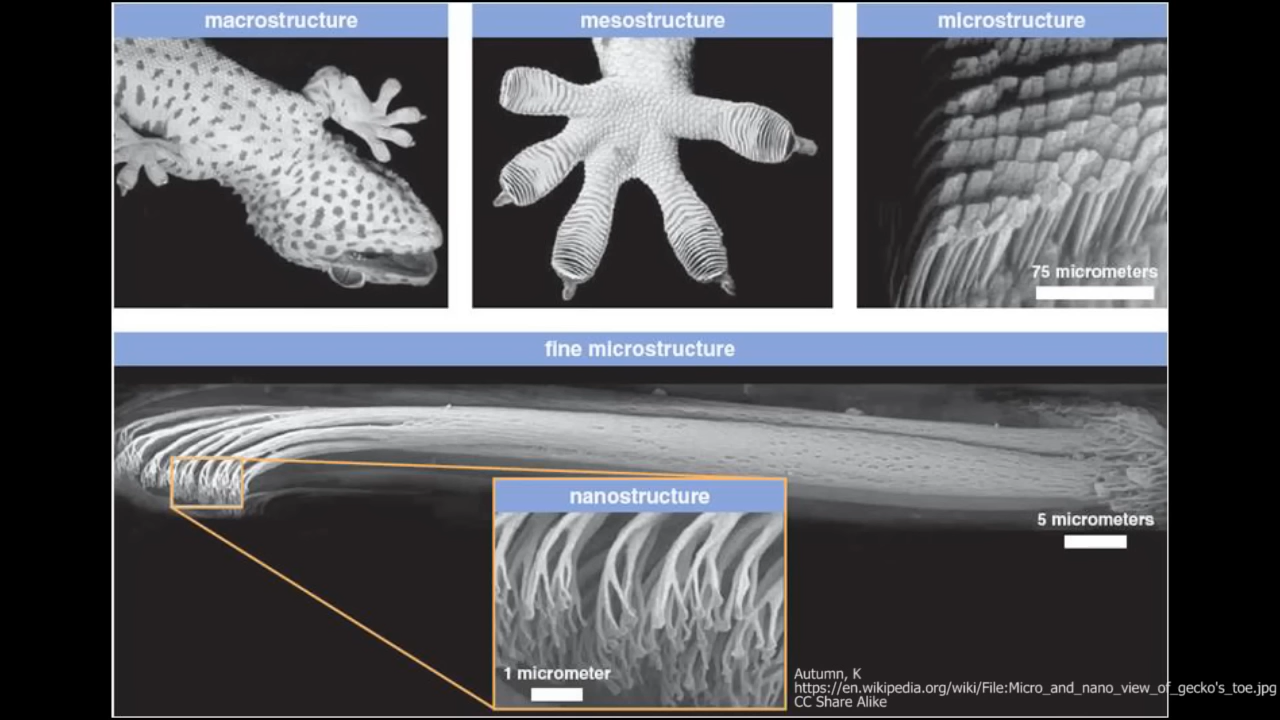 macrostructure
mesostructure
microstructure
75 micrometers
fine microstructure
nanostructure
5 micrometers
1 micrometer
Autumn, K
https://en.wikipedia.org/wiki/File:Micro_and_nano_view_of_gecko's_toe.jpg
CC Share Alike